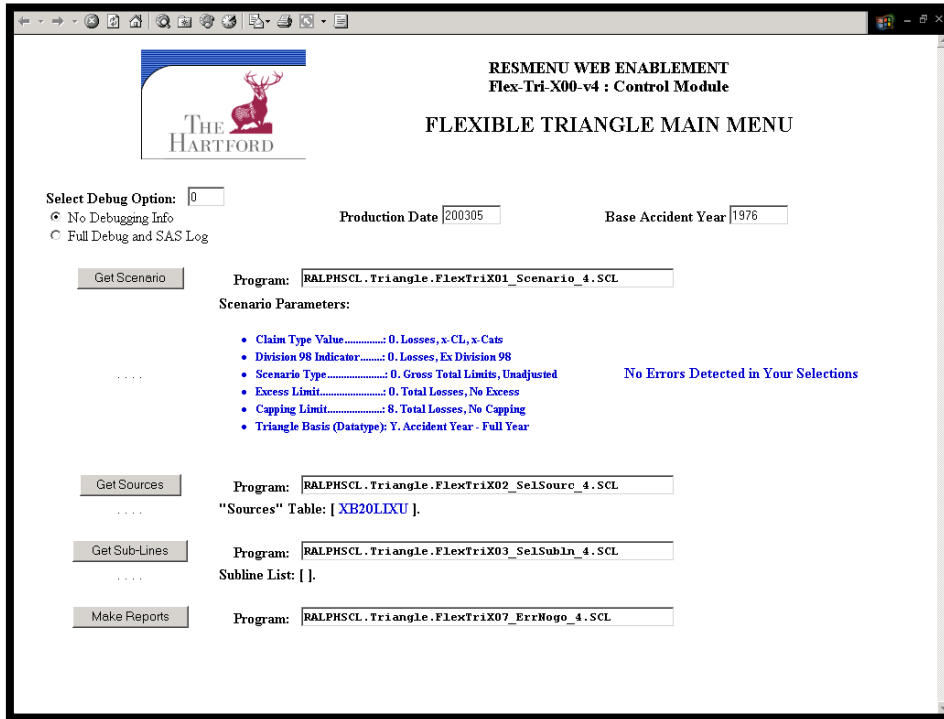 RESMENU WEB ENABLEMENT
Flex-Tri-X00-v4 : Control Module
FLEXIBLE TRIANGLE MAIN MENU
THE
HARTFORD
Select Debug Option: 0
No Debugging Info
Full Debug and SAS Log
Production Date 200305
Base Accident Year 1976
Get Scenario
Program: RALPHSCL.Triangle.FlexTriX01_Scenario_4.SCL
Scenario Parameters:
• Claim Type Value..............: 0. Losses, x-CL, x-Cats
• Division 98 Indicator........: 0. Losses, Ex Division 98
• Scenario Type.....................: 0. Gross Total Limits, Unadjusted
• Excess Limit.......................: 0. Total Losses, No Excess
• Capping Limit....................: 8. Total Losses, No Capping
• Triangle Basis (Datatype): Y. Accident Year - Full Year
. . . .
No Errors Detected in Your Selections
Get Sources
Program: RALPHSCL.Triangle.FlexTriX02_SelSourc_4.SCL
. . . .
"Sources" Table: [ XB20LIXU ].
Get Sub-Lines
Program: RALPHSCL.Triangle.FlexTriX03_SelSubln_4.SCL
. . . .
Subline List: [ ].
Make Reports
Program: RALPHSCL.Triangle.FlexTriX07_ErrNogo_4.SCL